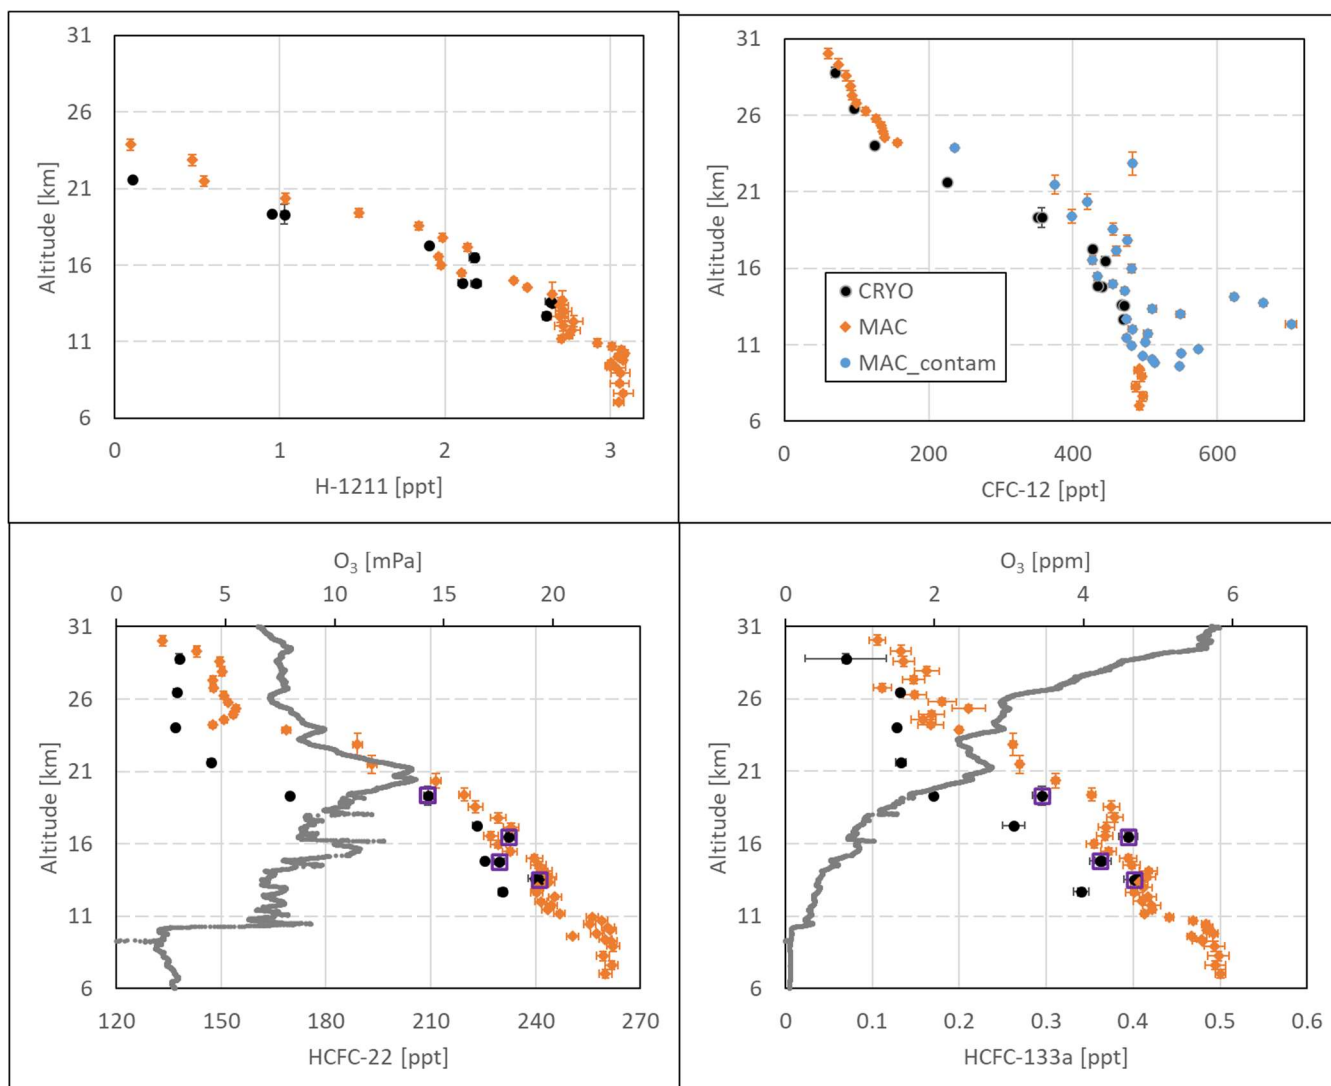 31
26
21
16
11
6
Altitude [km]
0 1 2 3
H-1211 [ppt]
31
26
21
16
11
6
Altitude [km]
CRYO
MAC
MAC_contam
0 200 400 600
CFC-12 [ppt]
O₃ [mPa]
0 5 10 15 20
31
26
21
16
11
6
Altitude [km]
120 150 180 210 240 270
HCFC-22 [ppt]
O₃ [ppm]
0 2 4 6
31
26
21
16
11
6
Altitude [km]
0 0.1 0.2 0.3 0.4 0.5 0.6
HCFC-133a [ppt]